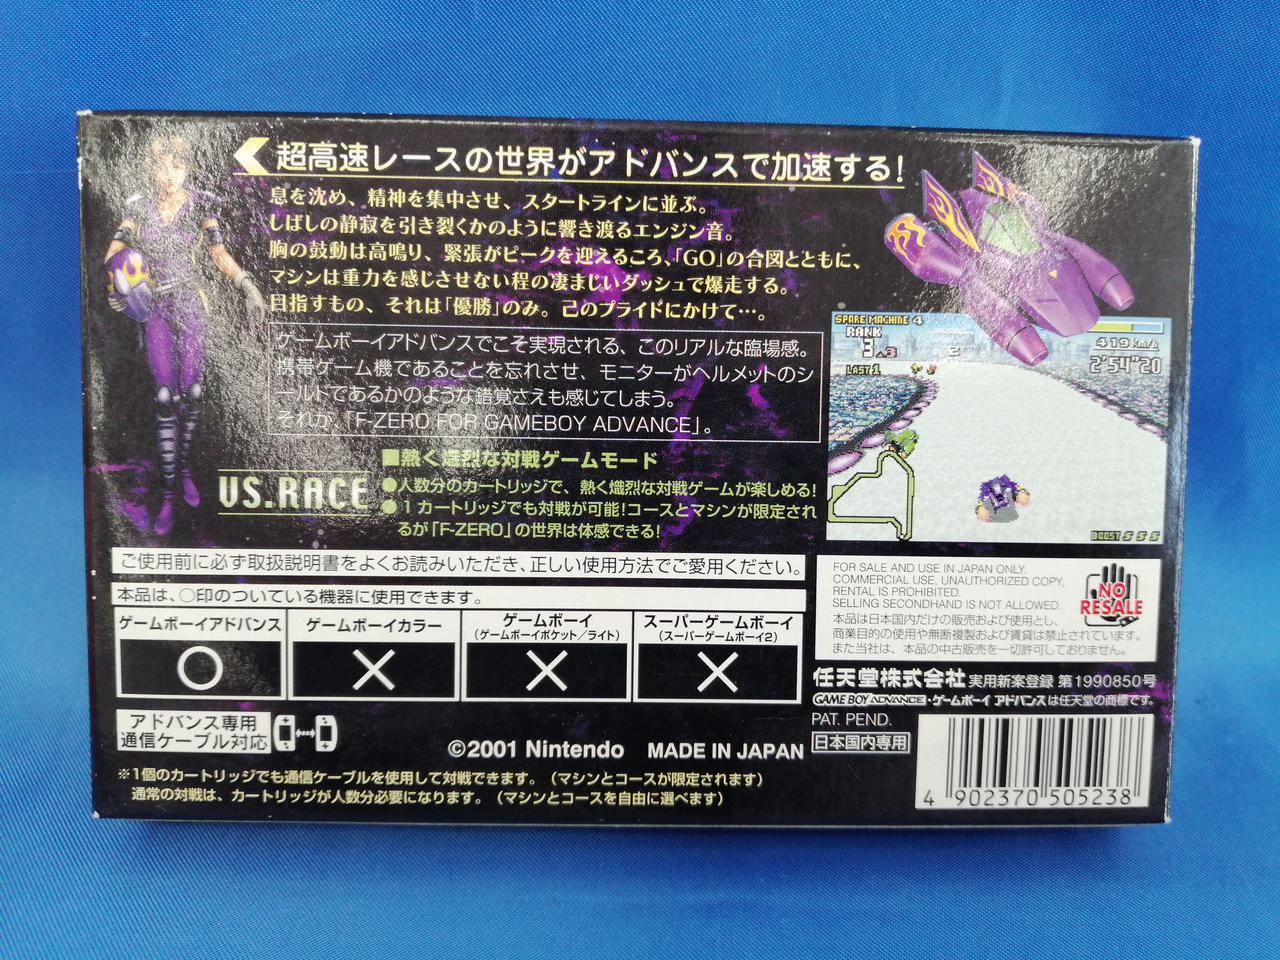 超高速レースの世界がアドバンスで加速する!
息を沈め、精神を集中させ、スタートラインに並ぶ。
しばしの静寂を引き裂くかのように響き渡るエンジン音。
胸の鼓動は高鳴り、緊張がピークを迎えるころ、「GO」の合図とともに、
マシンは重力を感じさせない程の凄まじいダッシュで爆走する。
目指すもの、それは「優勝」のみ。己のプライドにかけて…。
ゲームボーイアドバンスでこそ実現される、このリアルな臨場感。
携帯ゲーム機であることを忘れさせ、モニターがヘルメットのシ
ールドであるかのような錯覚さえも感じてしまう。
それが、「F-ZERO FOR GAMEBOY ADVANCE」。
VS.RACE
■熱く熾烈な対戦ゲームモード
●人数分のカートリッジで、熱く熾烈な対戦ゲームが楽しめる!
●1カートリッジでも対戦が可能!コースとマシンが限定され
るが「F-ZERO」の世界は体感できる!
SPARE MACHINE 4
RANK
3
LAST 1
2
419 km/h
2'54"20
BOOST S S S
ご使用前に必ず取扱説明書をよくお読みいただき、正しい使用方法でご愛用ください。
本品は、○印のついている機器に使用できます。
ゲームボーイアドバンス
○
ゲームボーイカラー
×
ゲームボーイ
(ゲームボーイポケット/ライト)
×
スーパーゲームボーイ
(スーパーゲームボーイ2)
×
アドバンス専用
通信ケーブル対応
©2001 Nintendo MADE IN JAPAN
※1個のカートリッジでも通信ケーブルを使用して対戦できます。(マシンとコースが限定されます)
通常の対戦は、カートリッジが人数分必要になります。(マシンとコースを自由に選べます)
FOR SALE AND USE IN JAPAN ONLY.
COMMERCIAL USE, UNAUTHORIZED COPY,
RENTAL IS PROHIBITED.
SELLING SECONDHAND IS NOT ALLOWED.
本品は日本国内だけの販売および使用とし、
商業目的の使用や無断複製および賃貸は禁止されています。
また当社は、本品の中古販売を一切許可しておりません。
NO
RESALE
任天堂株式会社 実用新案登録 第1990850号
GAME BOY ADVANCE・ゲームボーイ アドバンスは任天堂の商標です。
PAT. PEND.
日本国内専用
4 902370 505238